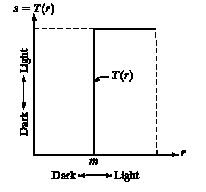 s = T(r)
Dark ⟷ Light
T(r)
r
m
Dark ⟷ Light